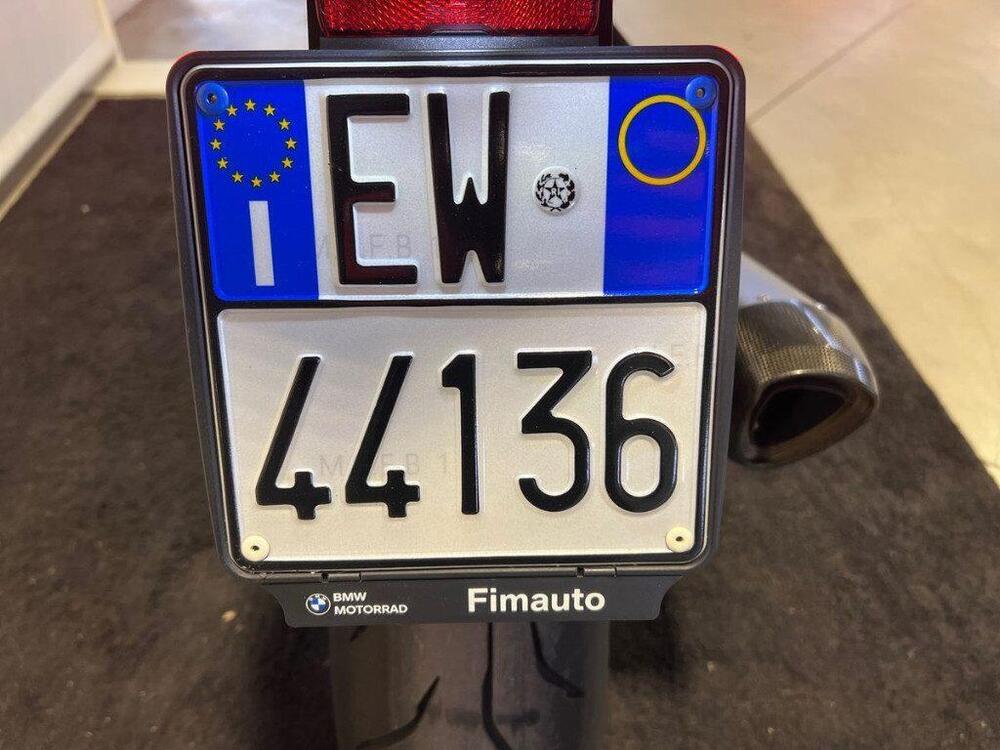 EW
I
44136
BMW
MOTORRAD
Fimauto